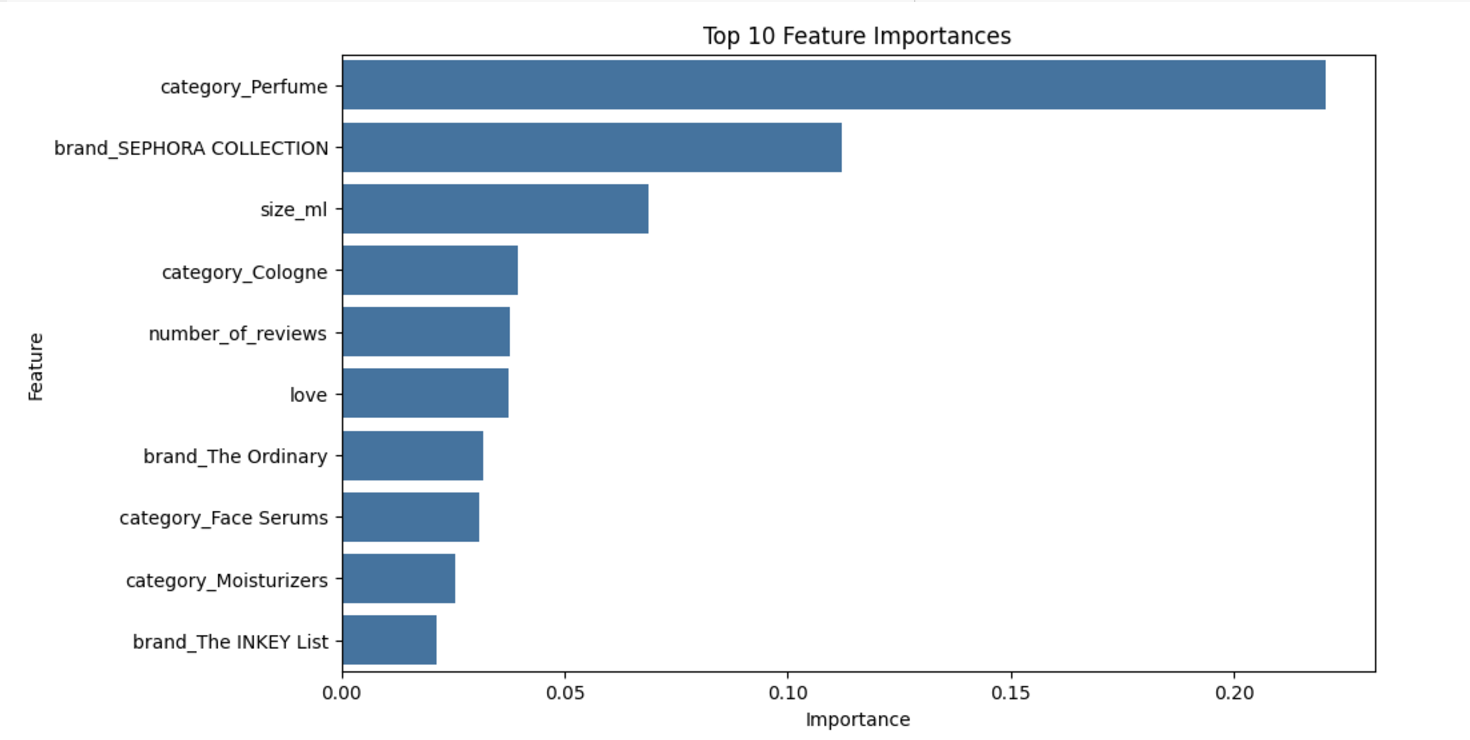 Top 10 Feature Importances
category_Perfume
brand_SEPHORA COLLECTION
size_ml
category_Cologne
number_of_reviews
love
brand_The Ordinary
category_Face Serums
category_Moisturizers
brand_The INKEY List
Feature
0.00 0.05 0.10 0.15 0.20
Importance